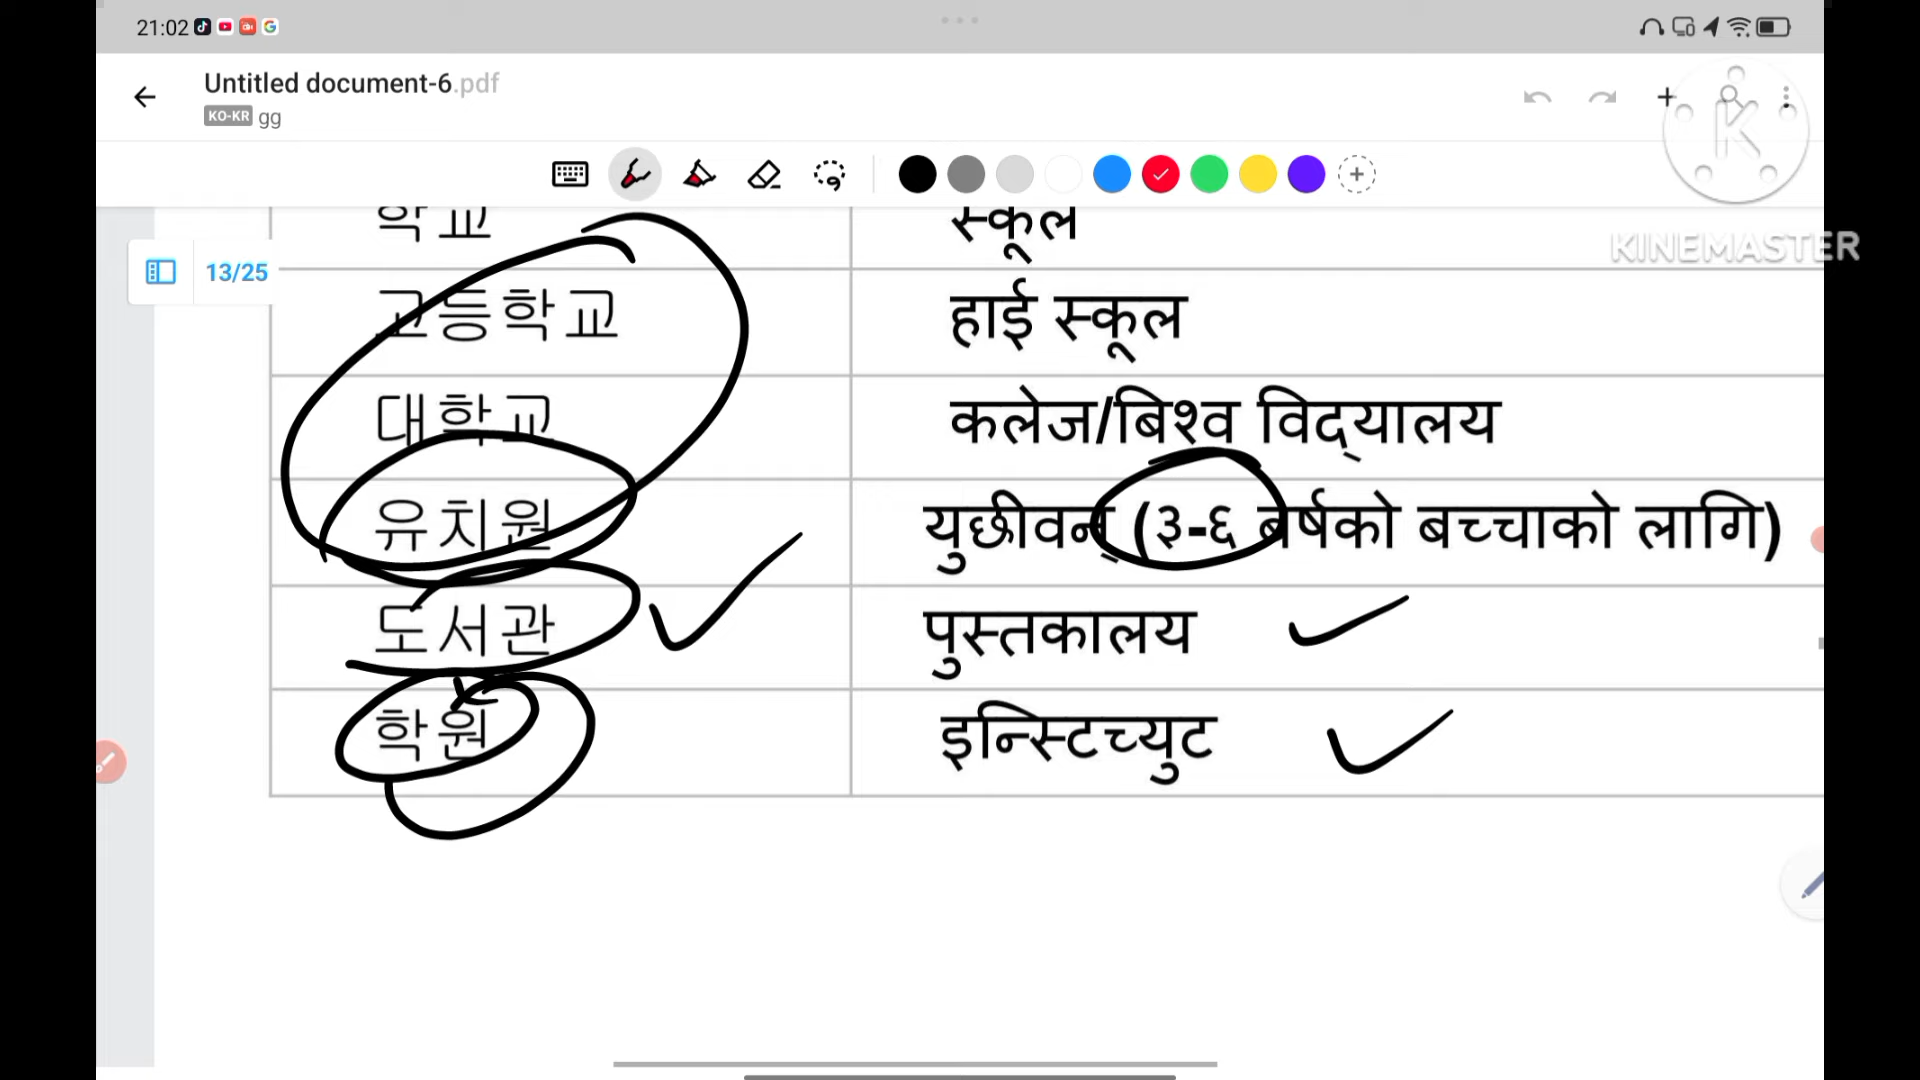 21:02
Untitled document-6.pdf
KO-KR gg
KINEMASTER
13/25
학교 स्कूल
고등학교 हाई स्कूल
대학교 कलेज/बिश्व विद्‌यालय
유치원 युछीवन् (३-६ बर्षको बच्चाको लागि)
도서관 पुस्तकालय
학원 इन्स्टिच्युट